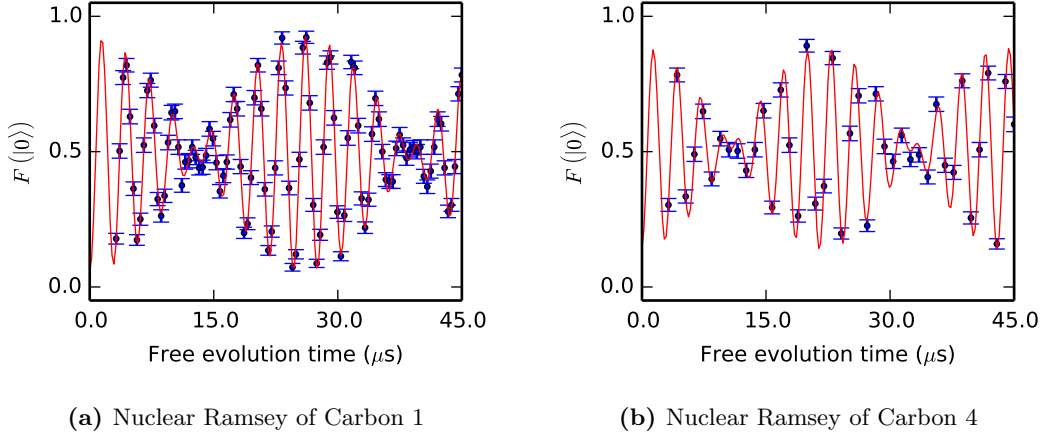 1.0
0.5
0.0
F(|0⟩)
0.0 15.0 30.0 45.0
Free evolution time (μs)
(a) Nuclear Ramsey of Carbon 1
1.0
0.5
0.0
F(|0⟩)
0.0 15.0 30.0 45.0
Free evolution time (μs)
(b) Nuclear Ramsey of Carbon 4